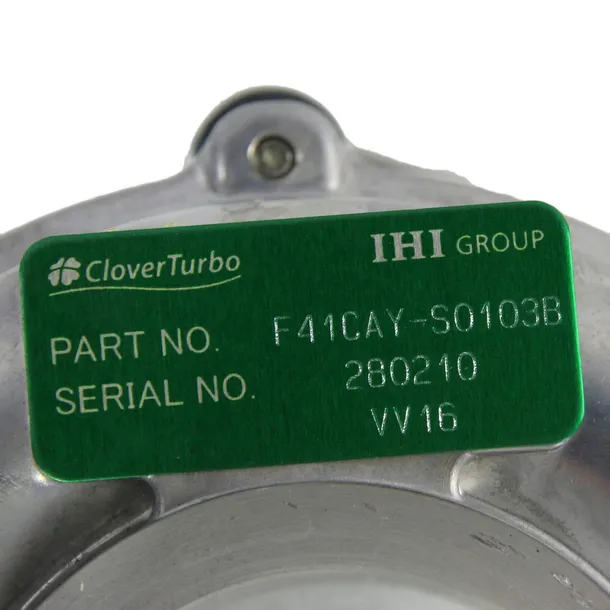 CloverTurbo
IHI GROUP
PART NO. F41CAY-S0103B
SERIAL NO. 280210
VV16